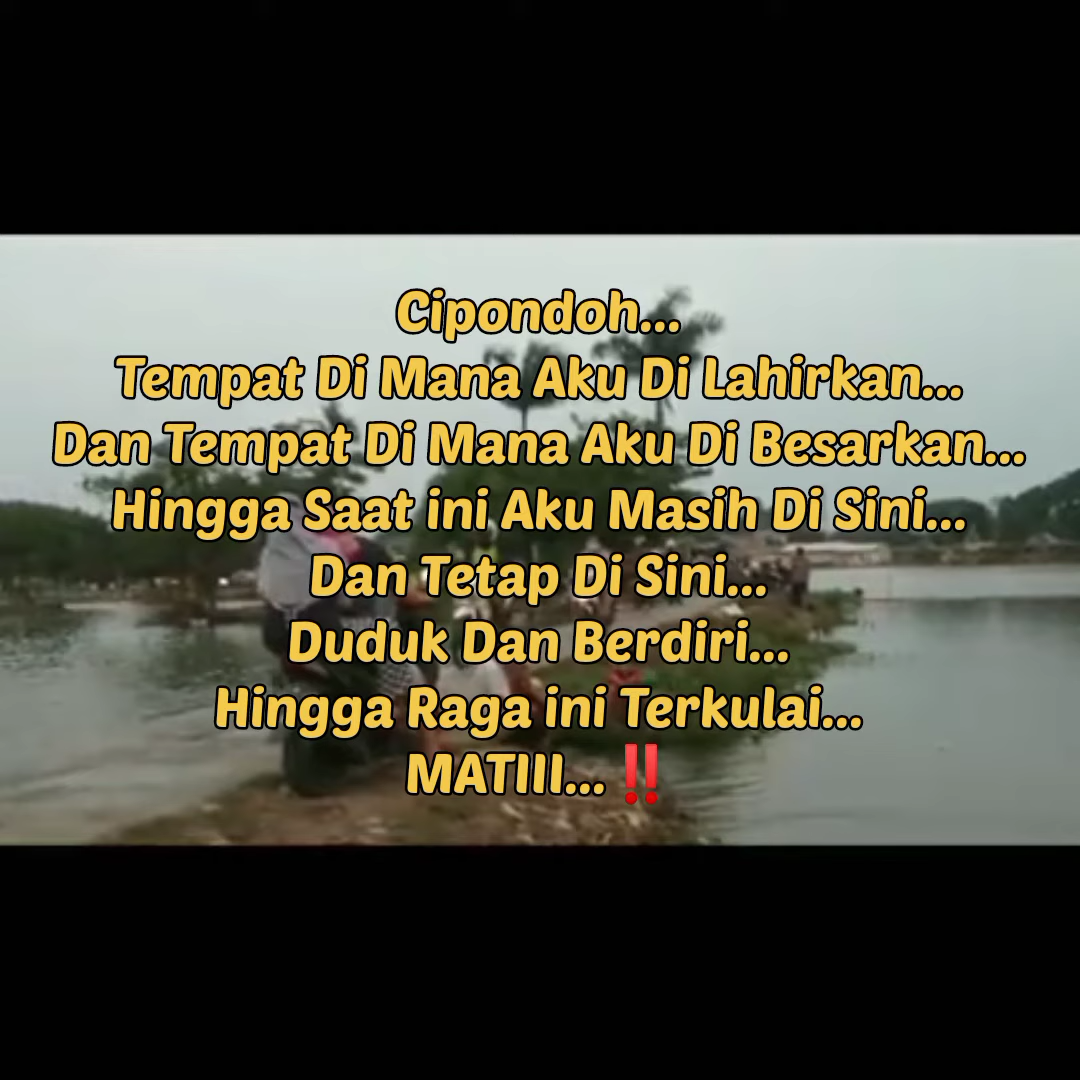 Cipondoh...
Tempat Di Mana Aku Di Lahirkan...
Dan Tempat Di Mana Aku Di Besarkan...
Hingga Saat ini Aku Masih Di Sini...
Dan Tetap Di Sini...
Duduk Dan Berdiri...
Hingga Raga ini Terkulai...
MATIII... ‼️